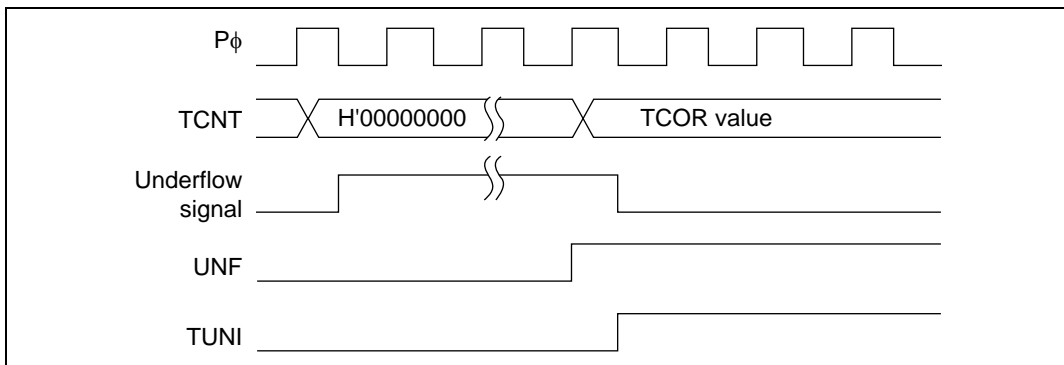 Pϕ
TCNT H'00000000 TCOR value
Underflow
signal
UNF
TUNI